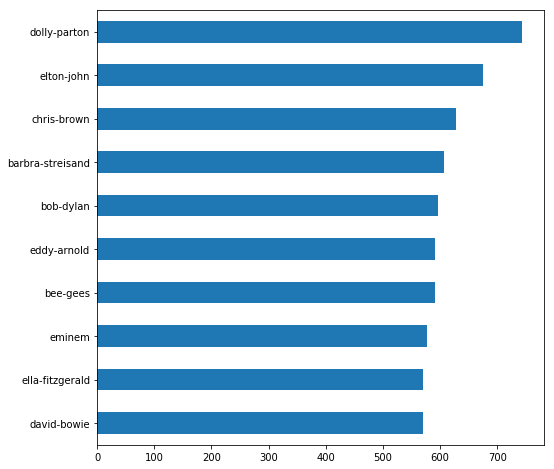 dolly-parton
elton-john
chris-brown
barbra-streisand
bob-dylan
eddy-arnold
bee-gees
eminem
ella-fitzgerald
david-bowie
0 100 200 300 400 500 600 700